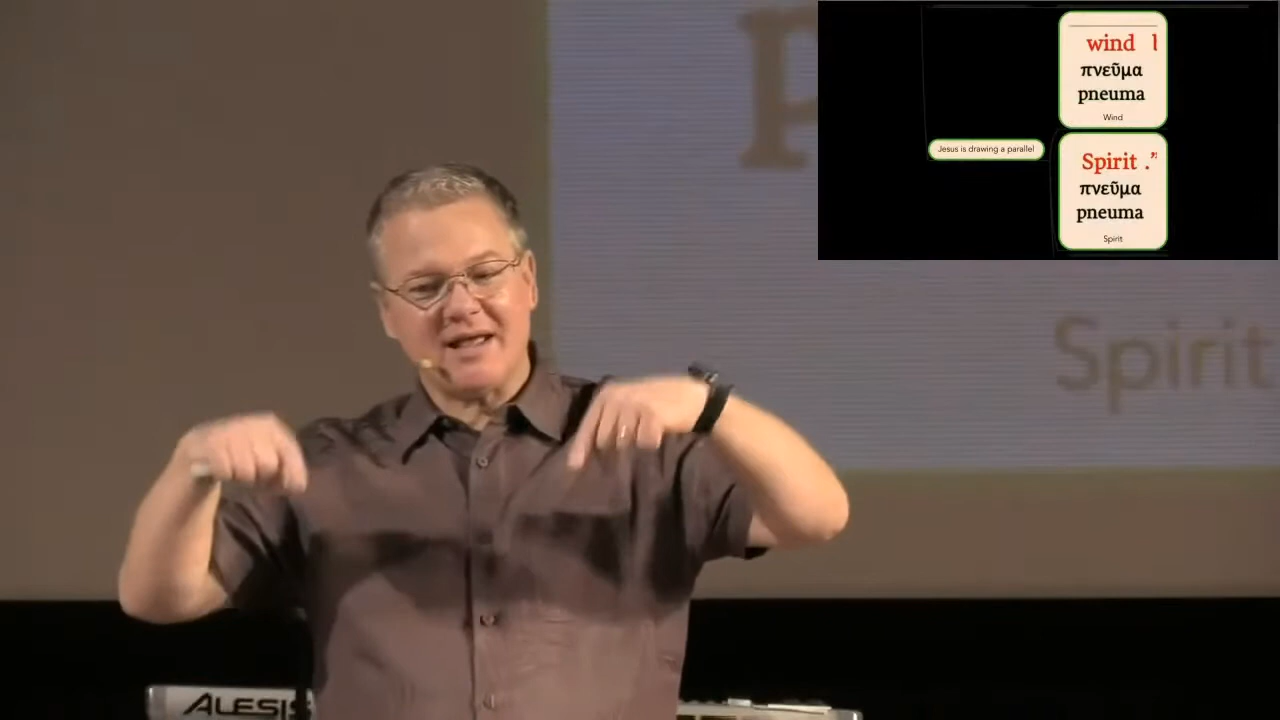 wind
πνεῦμα
pneuma
Wind
Jesus is drawing a parallel
Spirit .”
πνεῦμα
pneuma
Spirit
p
Spirit
ALESIS